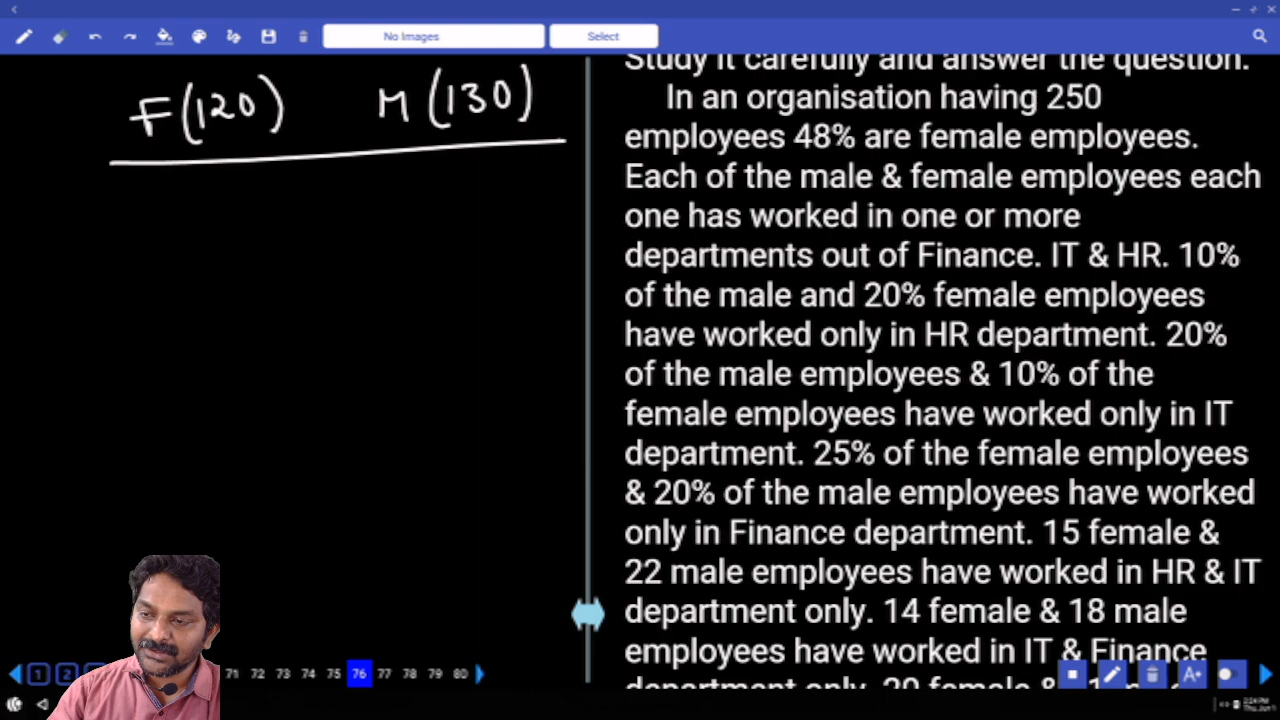 No Images
Select
F(120) M(130)
Study it carefully and answer the question.
In an organisation having 250
employees 48% are female employees.
Each of the male & female employees each
one has worked in one or more
departments out of Finance. IT & HR. 10%
of the male and 20% female employees
have worked only in HR department. 20%
of the male employees & 10% of the
female employees have worked only in IT
department. 25% of the female employees
& 20% of the male employees have worked
only in Finance department. 15 female &
22 male employees have worked in HR & IT
department only. 14 female & 18 male
employees have worked in IT & Finance
department only. 20 female &
1 2 71 72 73 74 75 76 77 78 79 80
A+